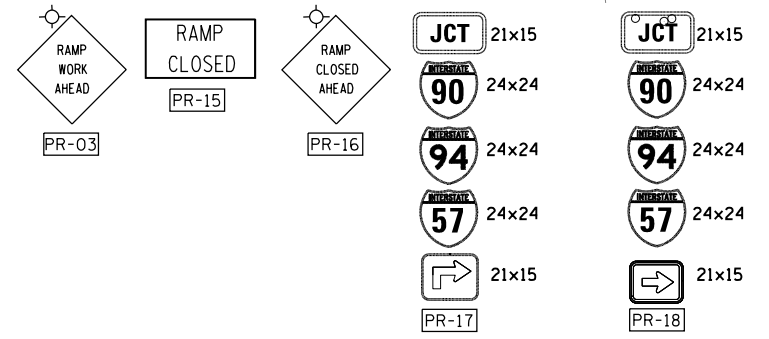 RAMP
WORK
AHEAD
PR-03
RAMP
CLOSED
PR-15
RAMP
CLOSED
AHEAD
PR-16
JCT 21x15
INTERSTATE
90 24x24
INTERSTATE
94 24x24
INTERSTATE
57 24x24
21x15
PR-17
JCT 21x15
INTERSTATE
90 24x24
INTERSTATE
94 24x24
INTERSTATE
57 24x24
21x15
PR-18